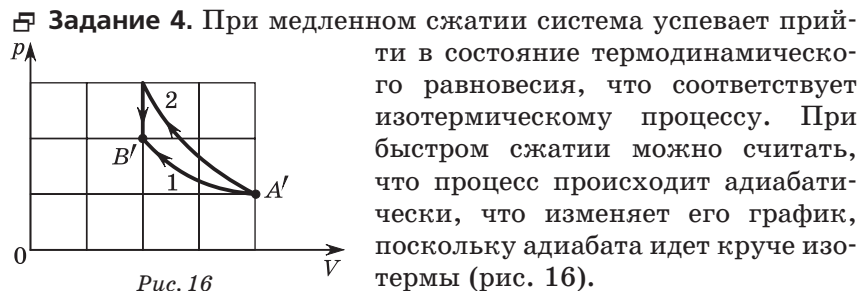 Задание 4. При медленном сжатии система успевает прий-
ти в состояние термодинамическо-
го равновесия, что соответствует
изотермическому процессу. При
быстром сжатии можно считать,
что процесс происходит адиабати-
чески, что изменяет его график,
поскольку адиабата идет круче изо-
термы (рис. 16).
p
2
B′
1
A′
0
V
Рис. 16